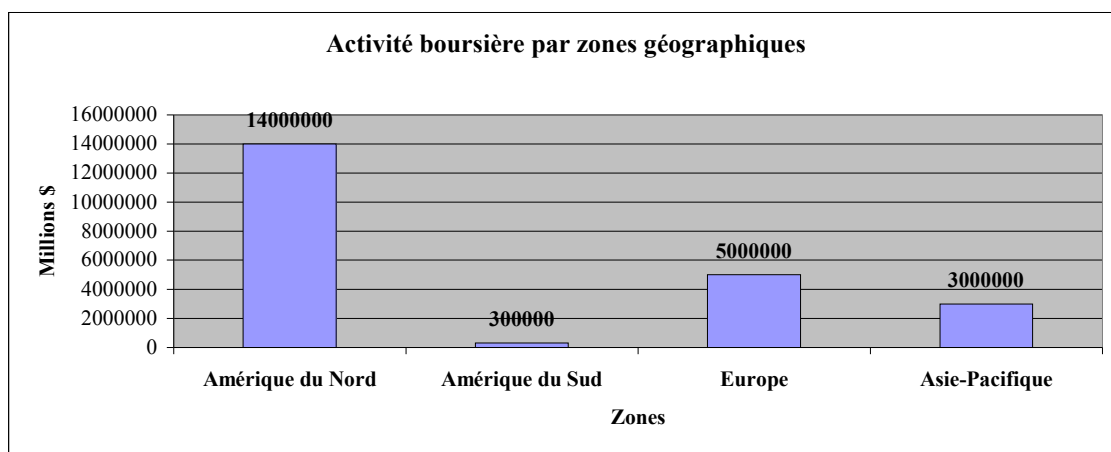 Activité boursière par zones géographiques
Millions $
16000000
14000000
12000000
10000000
8000000
6000000
4000000
2000000
0
14000000
300000
5000000
3000000
Amérique du Nord
Amérique du Sud
Europe
Asie-Pacifique
Zones